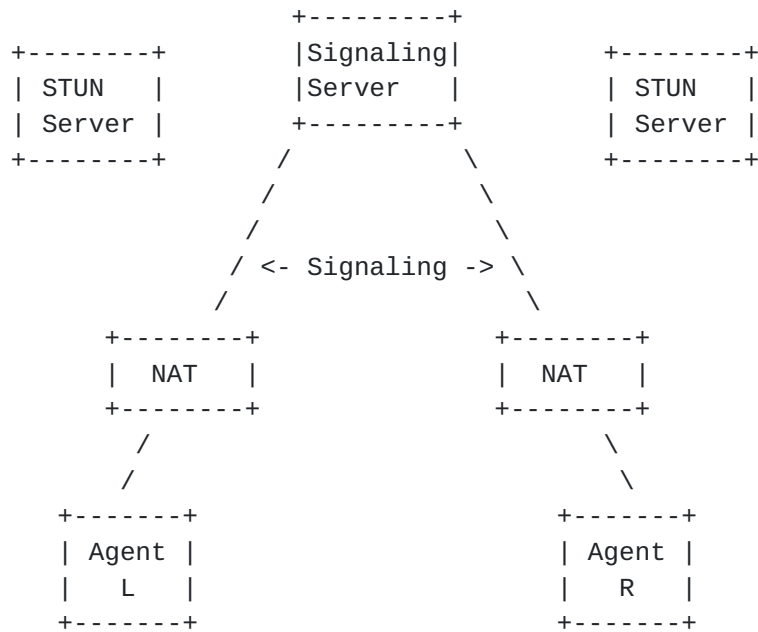 Signaling
Server
STUN
Server
STUN
Server
<- Signaling ->
NAT
NAT
Agent
L
Agent
R